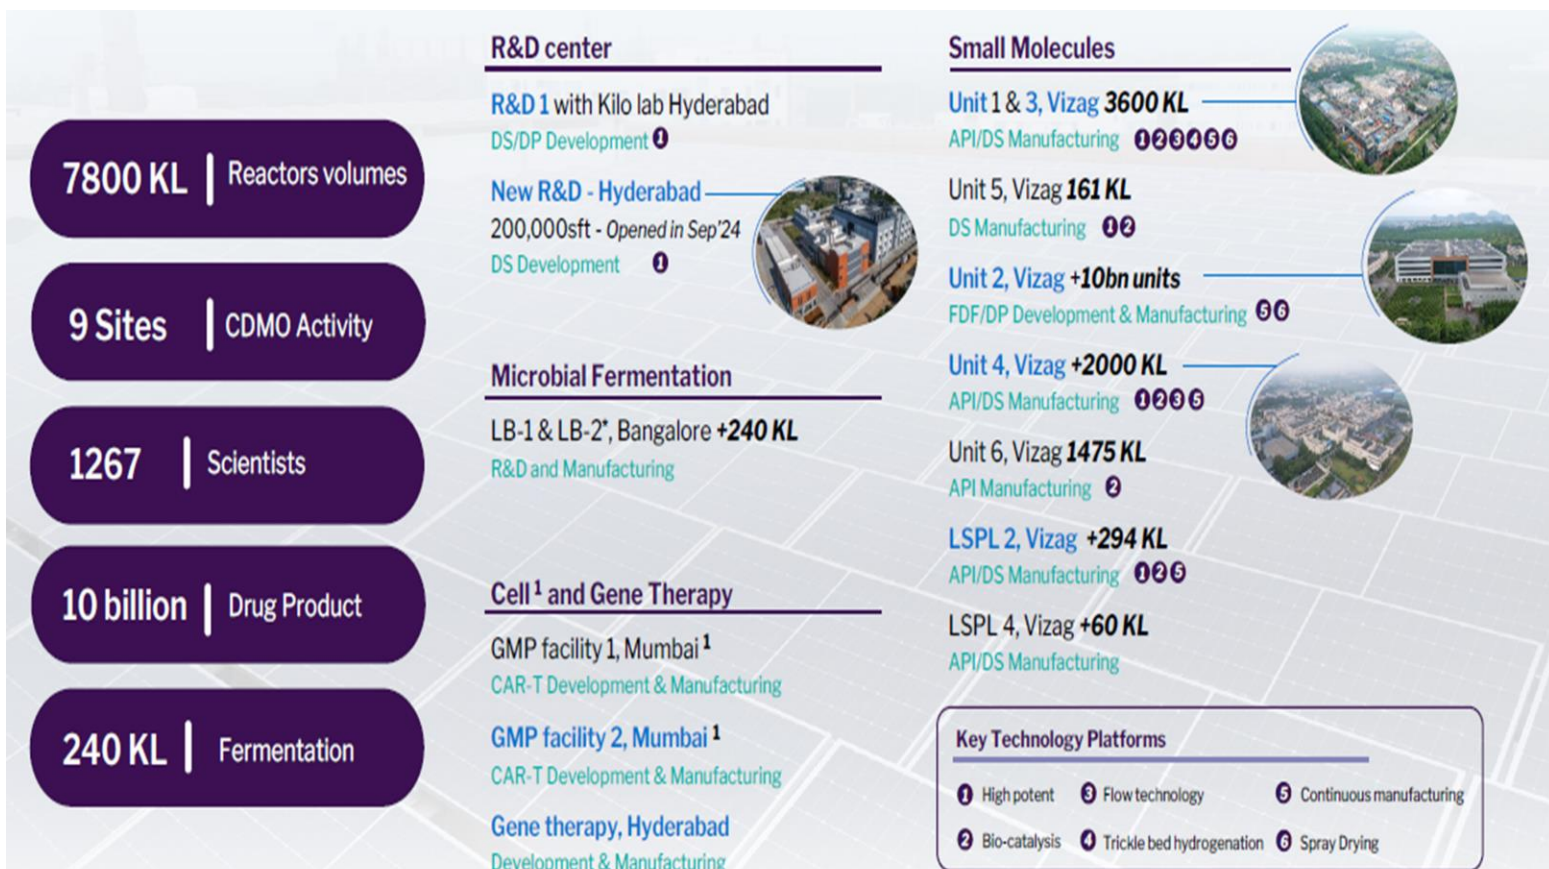 7800 KL | Reactors volumes
9 Sites | CDMO Activity
1267 | Scientists
10 billion | Drug Product
240 KL | Fermentation
R&D center
R&D 1 with Kilo lab Hyderabad
DS/DP Development 1
New R&D - Hyderabad
200,000sft - Opened in Sep'24
DS Development 1
Microbial Fermentation
LB-1 & LB-2*, Bangalore +240 KL
R&D and Manufacturing
Cell ¹ and Gene Therapy
GMP facility 1, Mumbai ¹
CAR-T Development & Manufacturing
GMP facility 2, Mumbai ¹
CAR-T Development & Manufacturing
Gene therapy, Hyderabad
Development & Manufacturing
Small Molecules
Unit 1 & 3, Vizag 3600 KL
API/DS Manufacturing 1 2 3 4 5 6
Unit 5, Vizag 161 KL
DS Manufacturing 1 2
Unit 2, Vizag +10bn units
FDF/DP Development & Manufacturing 5 6
Unit 4, Vizag +2000 KL
API/DS Manufacturing 1 2 3 5
Unit 6, Vizag 1475 KL
API Manufacturing 2
LSPL 2, Vizag +294 KL
API/DS Manufacturing 1 2 5
LSPL 4, Vizag +60 KL
API/DS Manufacturing
Key Technology Platforms
1 High potent 3 Flow technology 5 Continuous manufacturing
2 Bio-catalysis 4 Trickle bed hydrogenation 6 Spray Drying